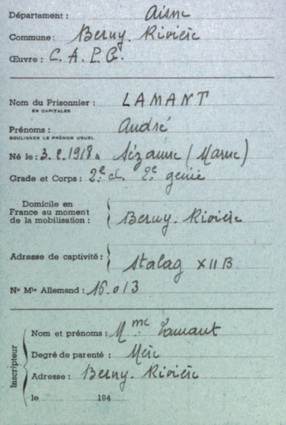 Département : Aisne
Commune : Berny-Rivière
Œuvre : C.A.P.G.
Nom du Prisonnier : LAMANT
EN CAPITALES
Prénoms : André
SOULIGNER LE PRÉNOM USUEL
Né le : 3.2.1918 à Sézanne (Marne)
Grade et Corps : 2e cl. 2e génie
Domicile en
France au moment
de la mobilisation : Berny-Rivière
Adresse de captivité : Stalag XII B
No Mle Allemand : 16.013
Inscripteur
Nom et prénoms : Mme Lamant
Degré de parenté : Mère
Adresse : Berny-Rivière
le 194